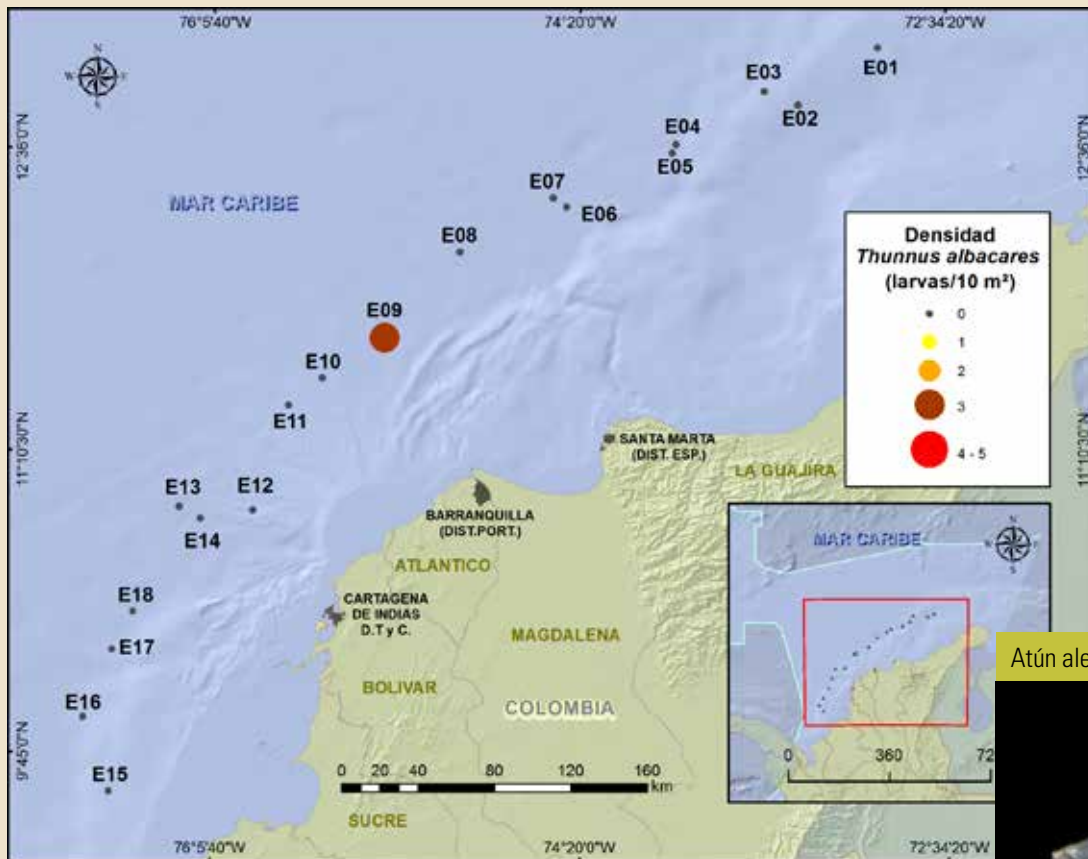 76°5'40"W
74°20'0"W
72°34'20"W
N
W
E
S
E01
E03
E02
12°36'0"N
12°36'0"N
E04
E05
E07
E06
MAR CARIBE
E08
Densidad
Thunnus albacares
(larvas/10 m²)
0
1
2
3
4 - 5
E09
E10
E11
11°10'30"N
11°10'30"N
SANTA MARTA
(DIST. ESP.)
LA GUAJIRA
E13
E12
E14
BARRANQUILLA
(DIST.PORT.)
ATLANTICO
MAR CARIBE
N
W
E
S
E18
CARTAGENA
DE INDIAS
D.T y C.
MAGDALENA
E17
Atún ale
BOLIVAR
COLOMBIA
E16
9°45'0"N
0 360 72
E15
0 20 40 80 120 160
km
SUCRE
76°5'40"W
74°20'0"W
72°34'20"W